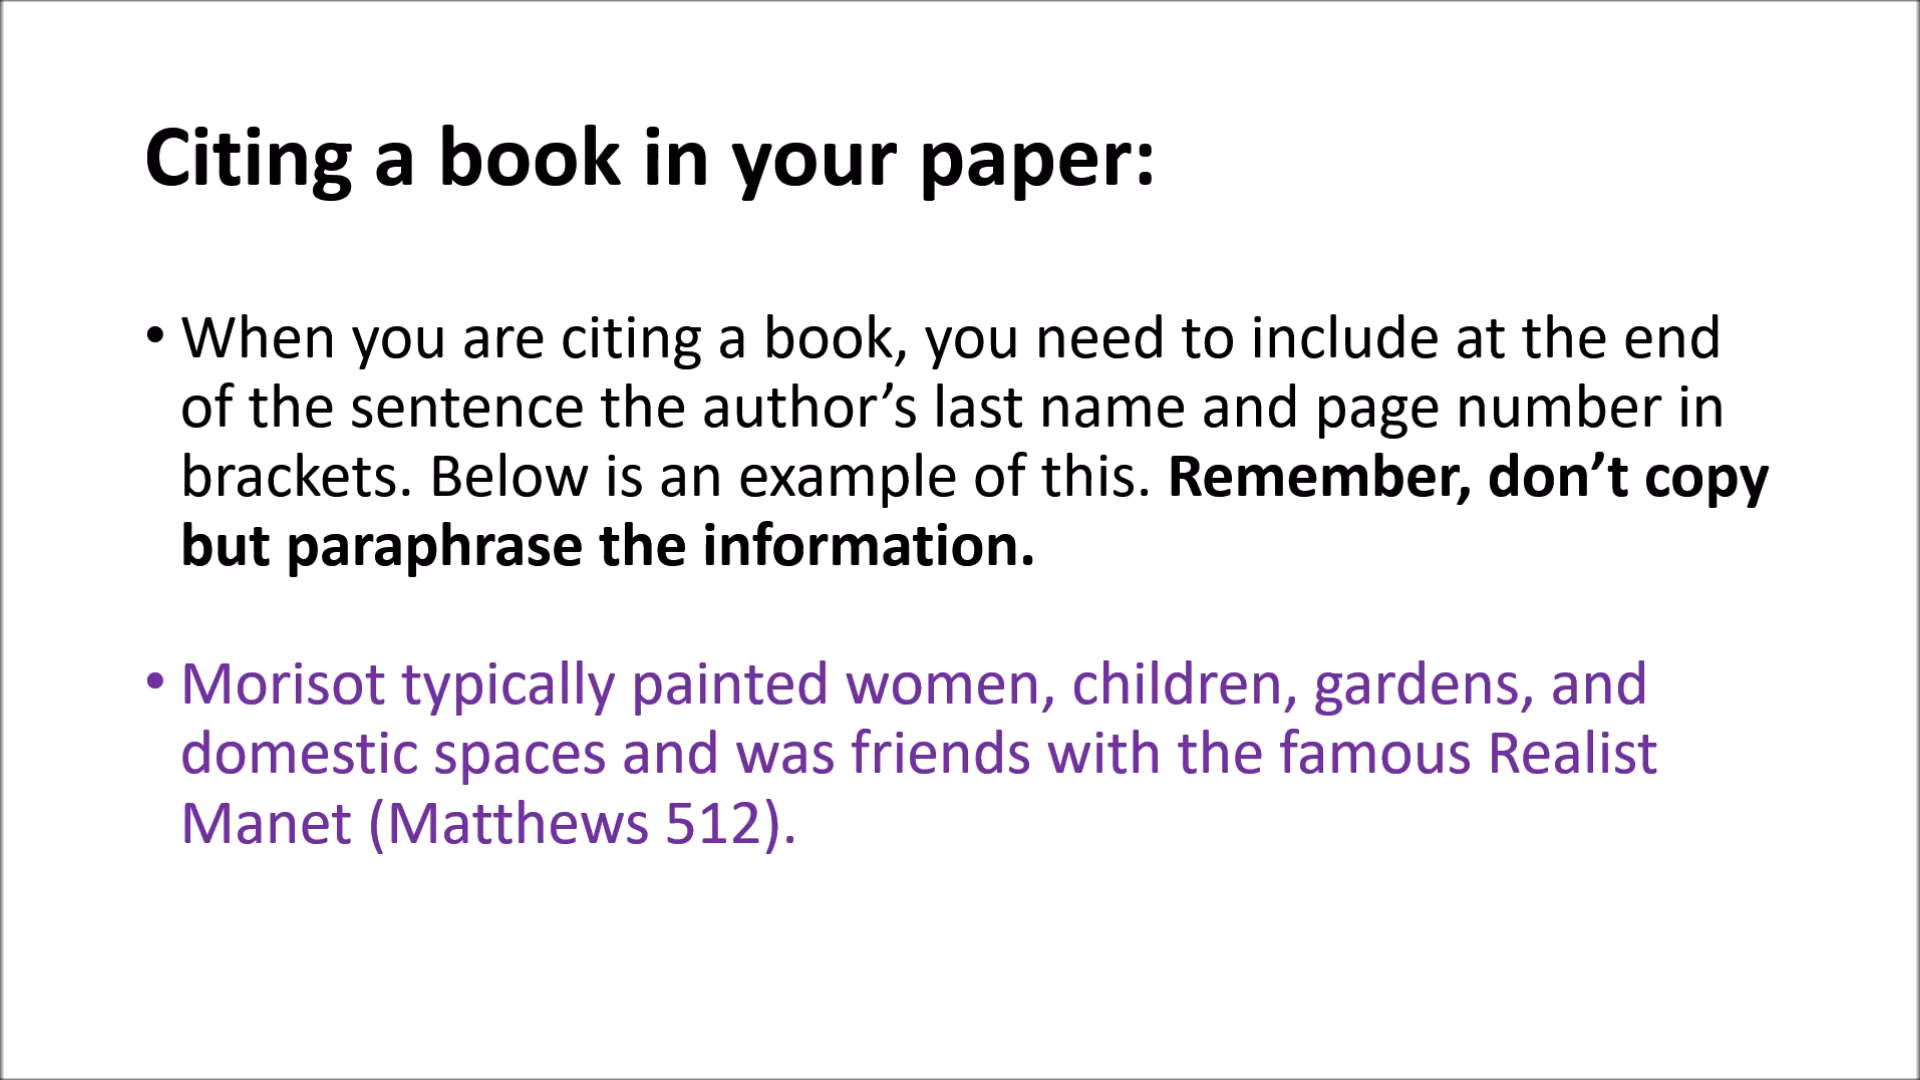 Citing a book in your paper:
• When you are citing a book, you need to include at the end
of the sentence the author’s last name and page number in
brackets. Below is an example of this. Remember, don’t copy
but paraphrase the information.
• Morisot typically painted women, children, gardens, and
domestic spaces and was friends with the famous Realist
Manet (Matthews 512).